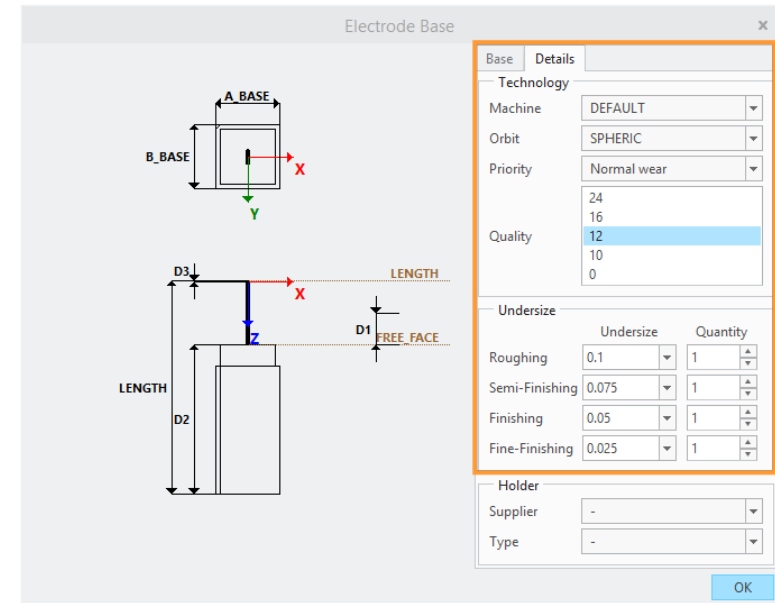 Electrode Base ×
Base Details
Technology
Machine DEFAULT
Orbit SPHERIC
Priority Normal wear
Quality
24
16
12
10
0
Undersize
Undersize Quantity
Roughing 0.1 1
Semi-Finishing 0.075 1
Finishing 0.05 1
Fine-Finishing 0.025 1
Holder
Supplier -
Type -
OK
A_BASE
B_BASE
X
Y
D3
LENGTH
X
D1
Z
FREE_FACE
LENGTH
D2